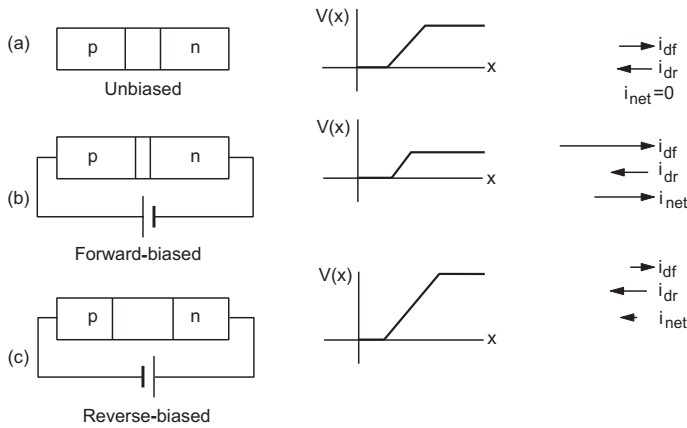 (a)
p n
Unbiased
V(x)
x
i_df
i_dr
i_net=0
(b)
p n
Forward-biased
V(x)
x
i_df
i_dr
i_net
(c)
p n
Reverse-biased
V(x)
x
i_df
i_dr
i_net